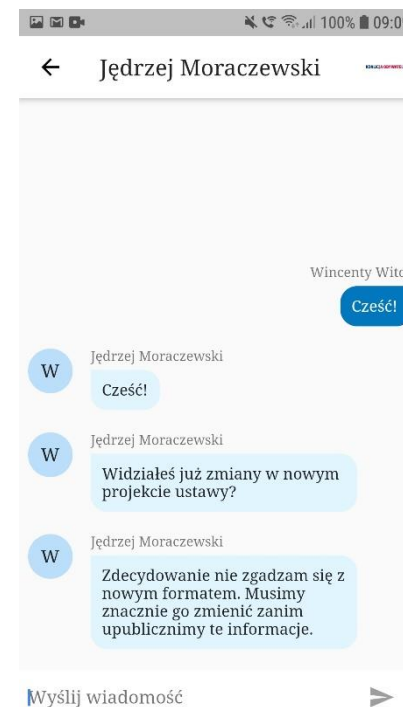 100% 09:0
Jędrzej Moraczewski
Wincenty Wito
Cześć!
Jędrzej Moraczewski
W
Cześć!
Jędrzej Moraczewski
W
Widziałeś już zmiany w nowym
projekcie ustawy?
Jędrzej Moraczewski
W
Zdecydowanie nie zgadzam się z
nowym formatem. Musimy
znacznie go zmienić zanim
upublicznimy te informacje.
Wyślij wiadomość